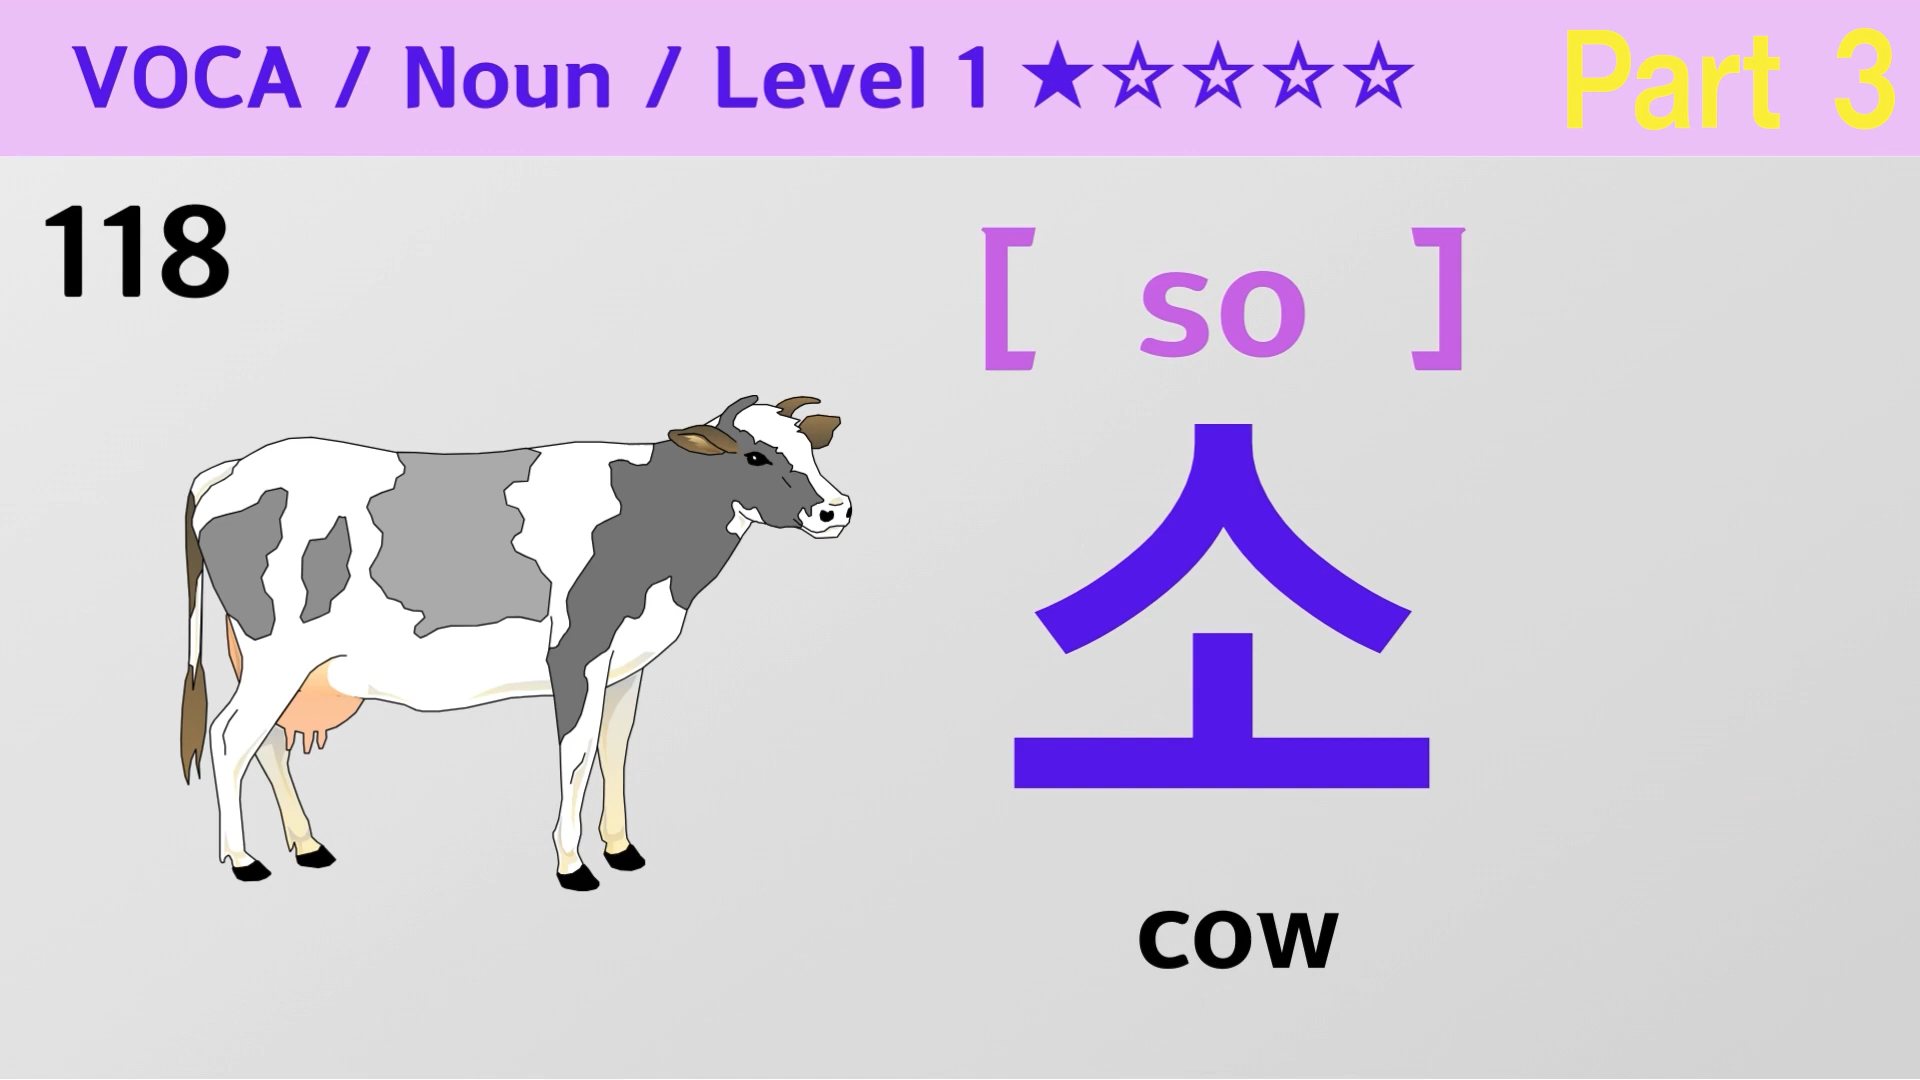 VOCA / Noun / Level 1 ★☆☆☆☆ Part 3
118
[ so ]
소
cow